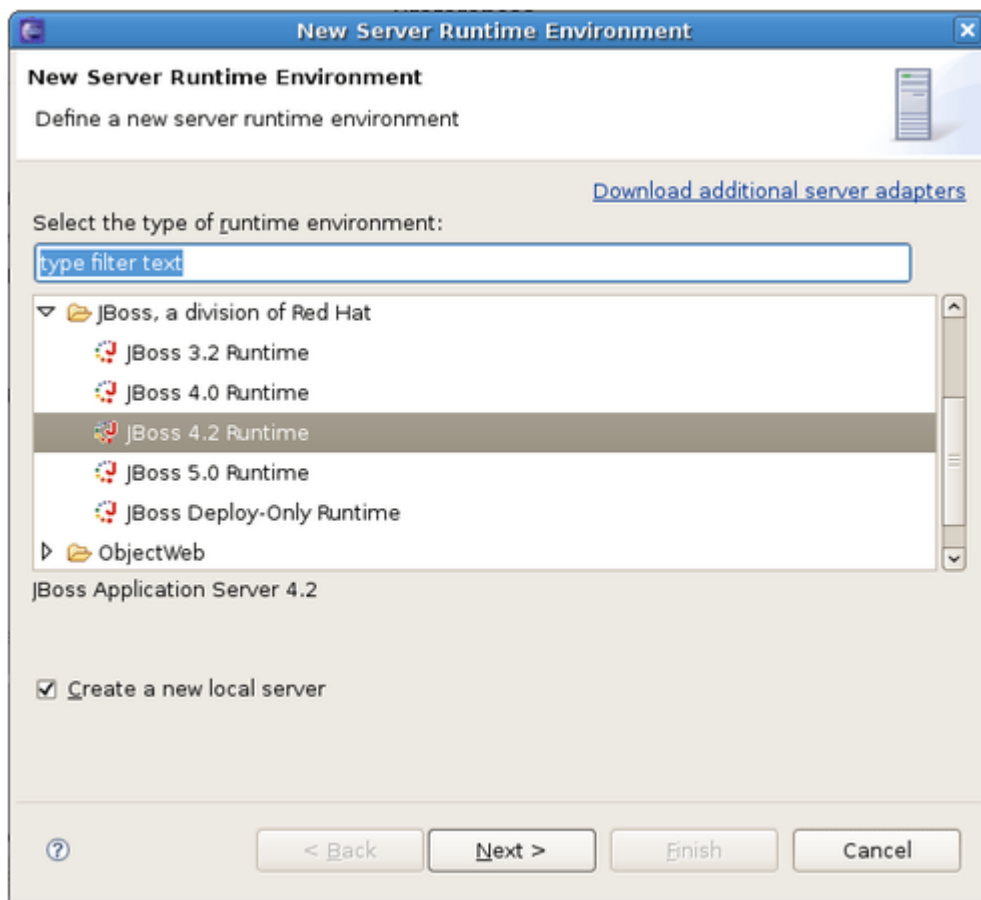 New Server Runtime Environment
New Server Runtime Environment
Define a new server runtime environment
Download additional server adapters
Select the type of runtime environment:
type filter text
JBoss, a division of Red Hat
JBoss 3.2 Runtime
JBoss 4.0 Runtime
JBoss 4.2 Runtime
JBoss 5.0 Runtime
JBoss Deploy-Only Runtime
ObjectWeb
JBoss Application Server 4.2
Create a new local server
< Back Next > Finish Cancel